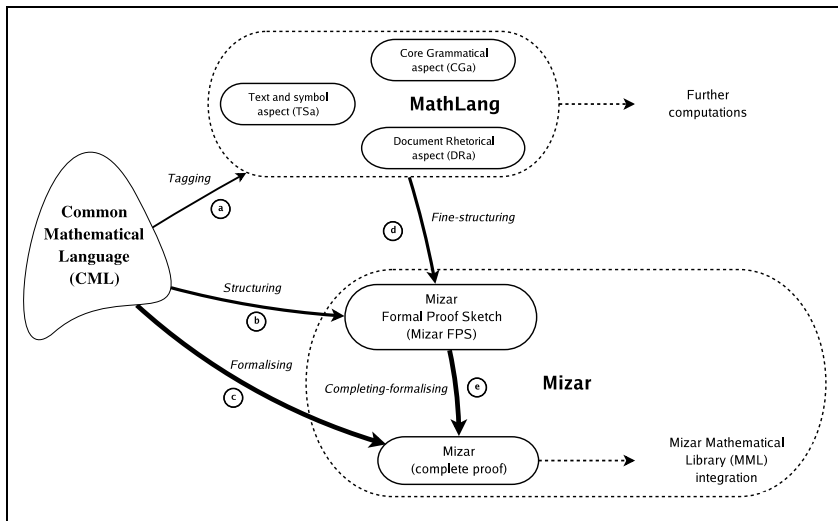 Core Grammatical
aspect (CGa)
Text and symbol
aspect (TSa)
MathLang
Document Rhetorical
aspect (DRa)
Further
computations
Tagging
a
Common
Mathematical
Language
(CML)
d
Fine-structuring
Structuring
b
Mizar
Formal Proof Sketch
(Mizar FPS)
Formalising
c
Completing-formalising
e
Mizar
Mizar
(complete proof)
Mizar Mathematical
Library (MML)
integration